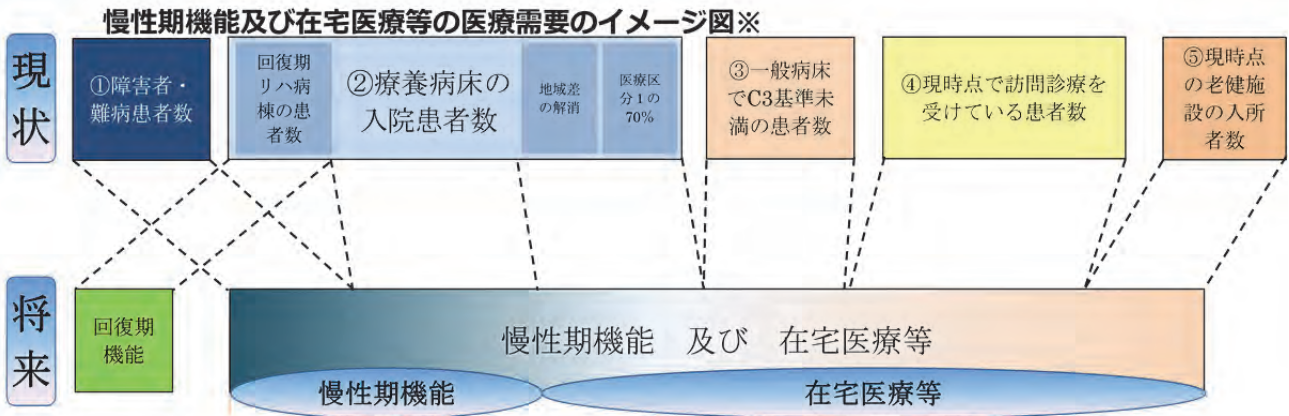 慢性期機能及び在宅医療等の医療需要のイメージ図※
現
状
①障害者・
難病患者数
回復期
リハ病
棟の患
者数
②療養病床の
入院患者数
地域差
の解消
医療区
分1の
70%
③一般病床
でC3基準未
満の患者数
④現時点で訪問診療を
受けている患者数
⑤現時点
の老健施
設の入所
者数
将
来
回復期
機能
慢性期機能 及び 在宅医療等
慢性期機能
在宅医療等